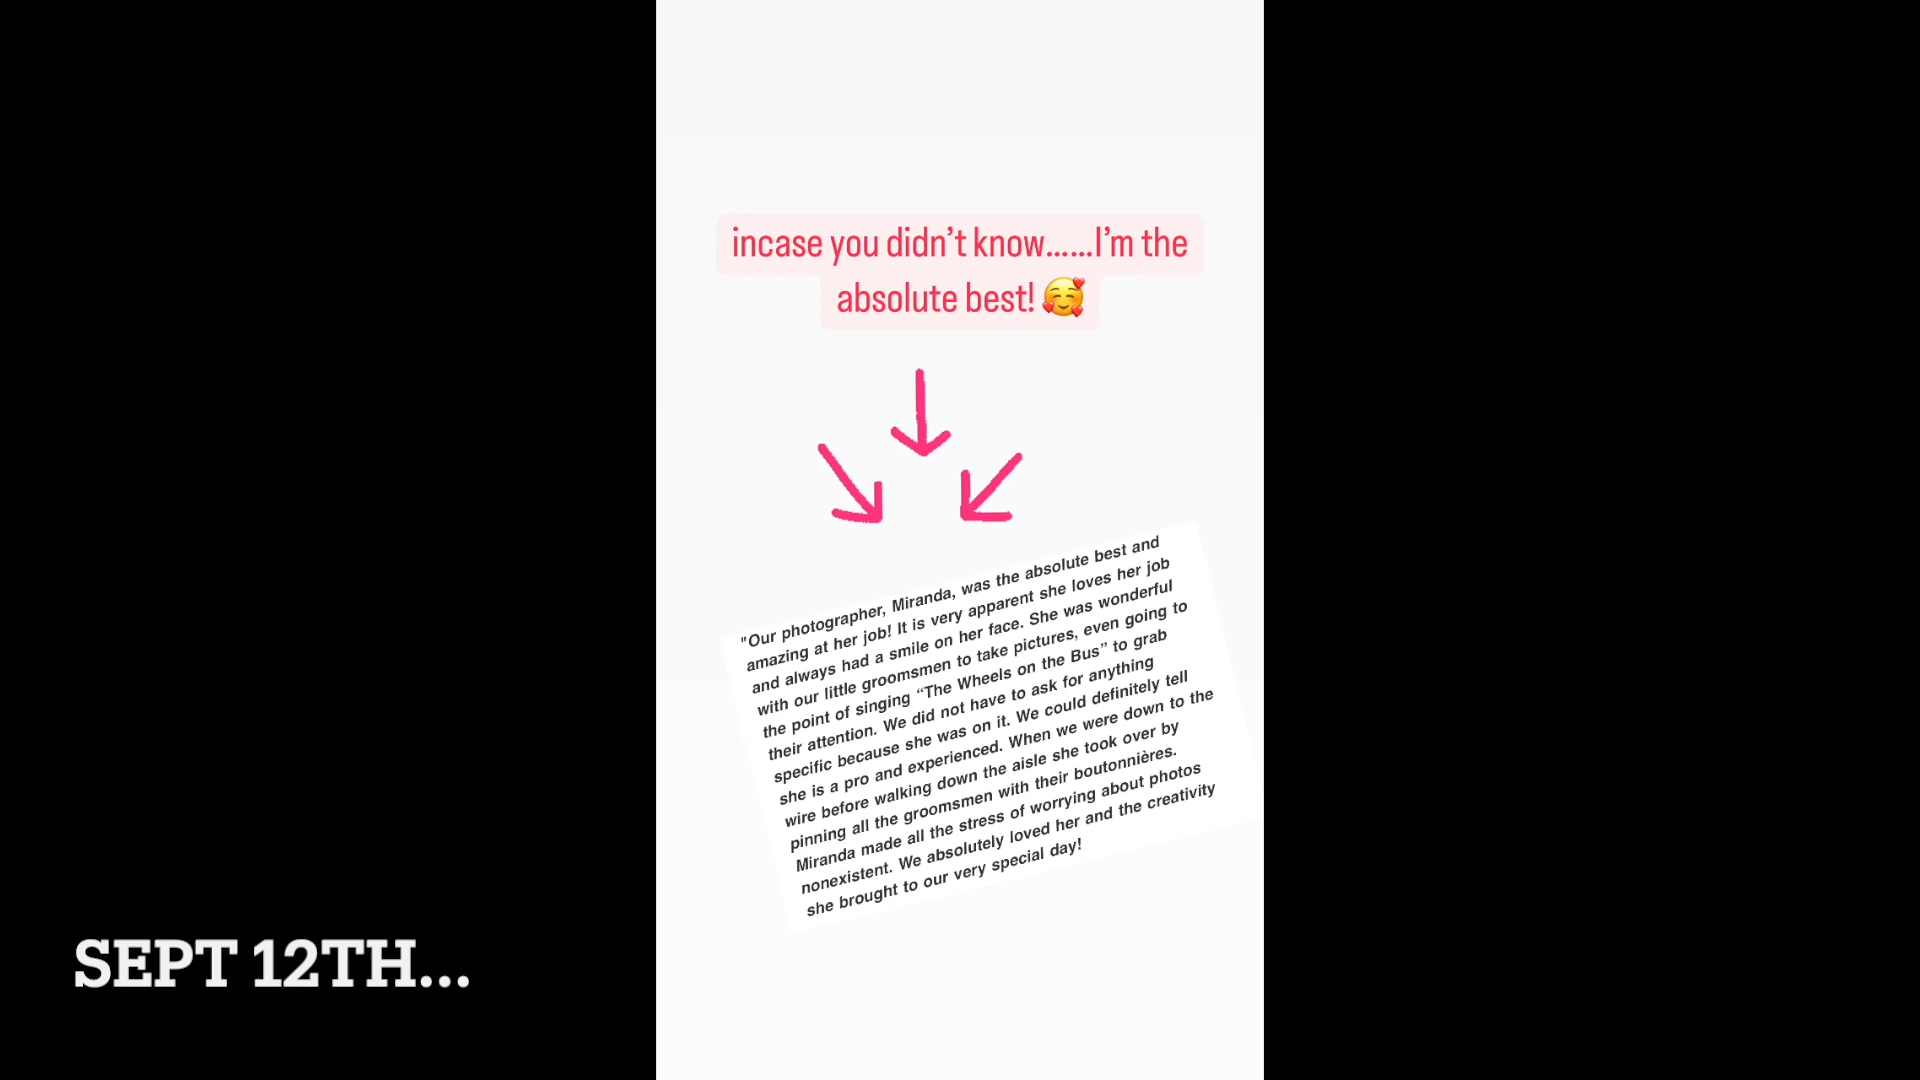 incase you didn't know......I'm the
absolute best! 🥰
"Our photographer, Miranda, was the absolute best and
amazing at her job! It is very apparent she loves her job
and always had a smile on her face. She was wonderful
with our little groomsmen to take pictures, even going to
the point of singing “The Wheels on the Bus” to grab
their attention. We did not have to ask for anything
specific because she was on it. We could definitely tell
she is a pro and experienced. When we were down to the
wire before walking down the aisle she took over by
pinning all the groomsmen with their boutonnières.
Miranda made all the stress of worrying about photos
nonexistent. We absolutely loved her and the creativity
she brought to our very special day!
SEPT 12TH...